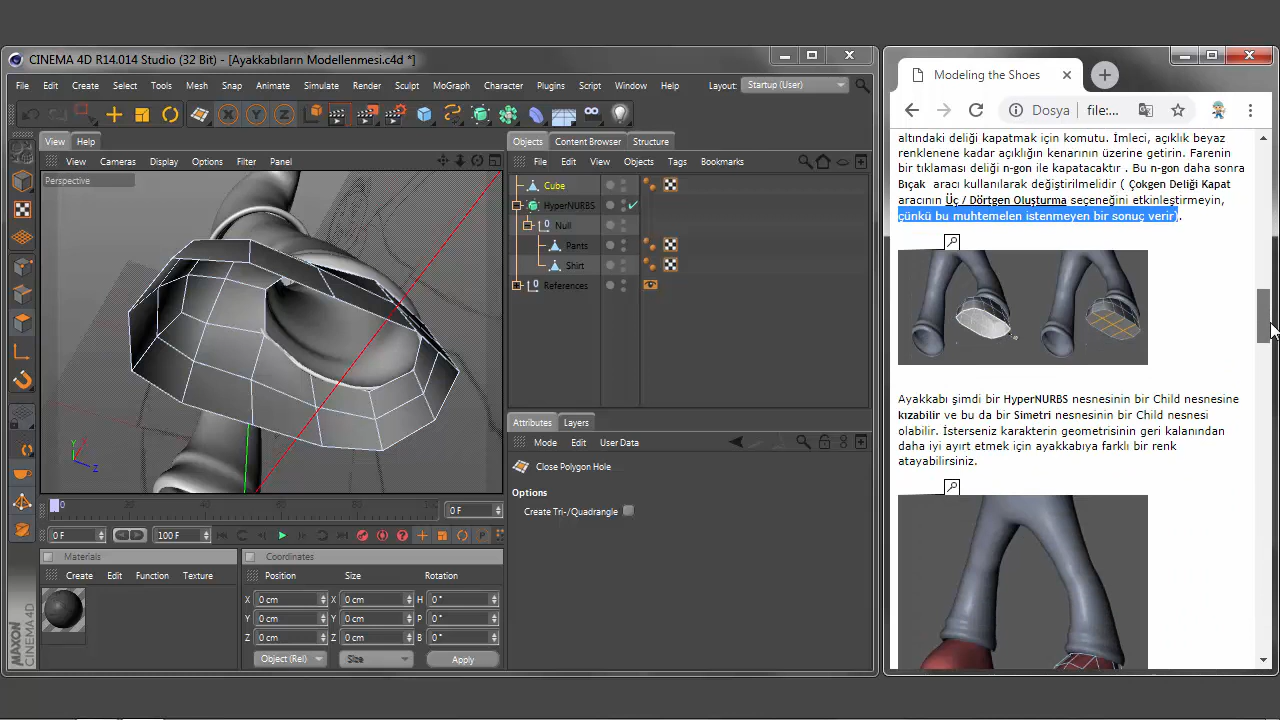 CINEMA 4D R14.014 Studio (32 Bit) - [Ayakkabıların Modellenmesi.c4d *]
File Edit Create Select Tools Mesh Snap Animate Simulate Render Sculpt MoGraph Character Plugins Script Window Help Layout: Startup (User)
View Help
View Cameras Display Options Filter Panel
Perspective
Y
Z
0 100
0 F
0 F 100 F
Materials
Create Edit Function Texture
Coordinates
Position Size Rotation
X 0 cm X 0 cm H 0 °
Y 0 cm Y 0 cm P 0 °
Z 0 cm Z 0 cm B 0 °
Object (Rel) Size Apply
MAXON
CINEMA 4D
Objects Content Browser Structure
File Edit View Objects Tags Bookmarks
Cube
HyperNURBS
Null
Pants
Shirt
References
Attributes Layers
Mode Edit User Data
Close Polygon Hole
Options
Create Tri-/Quadrangle
Modeling the Shoes
Dosya file:...
altındaki deliği kapatmak için komutu. İmleci, açıklık beyaz
renklenene kadar açıklığın kenarının üzerine getirin. Farenin
bir tıklaması deliği n-gon ile kapatacaktır . Bu n-gon daha sonra
Bıçak aracı kullanılarak değiştirilmelidir ( Çokgen Deliği Kapat
aracının Üç / Dörtgen Oluşturma seçeneğini etkinleştirmeyin,
çünkü bu muhtemelen istenmeyen bir sonuç verir).
Ayakkabı şimdi bir HyperNURBS nesnesinin bir Child nesnesine
kızabilir ve bu da bir Simetri nesnesinin bir Child nesnesi
olabilir. İsterseniz karakterin geometrisinin geri kalanından
daha iyi ayırt etmek için ayakkabıya farklı bir renk
atayabilirsiniz.